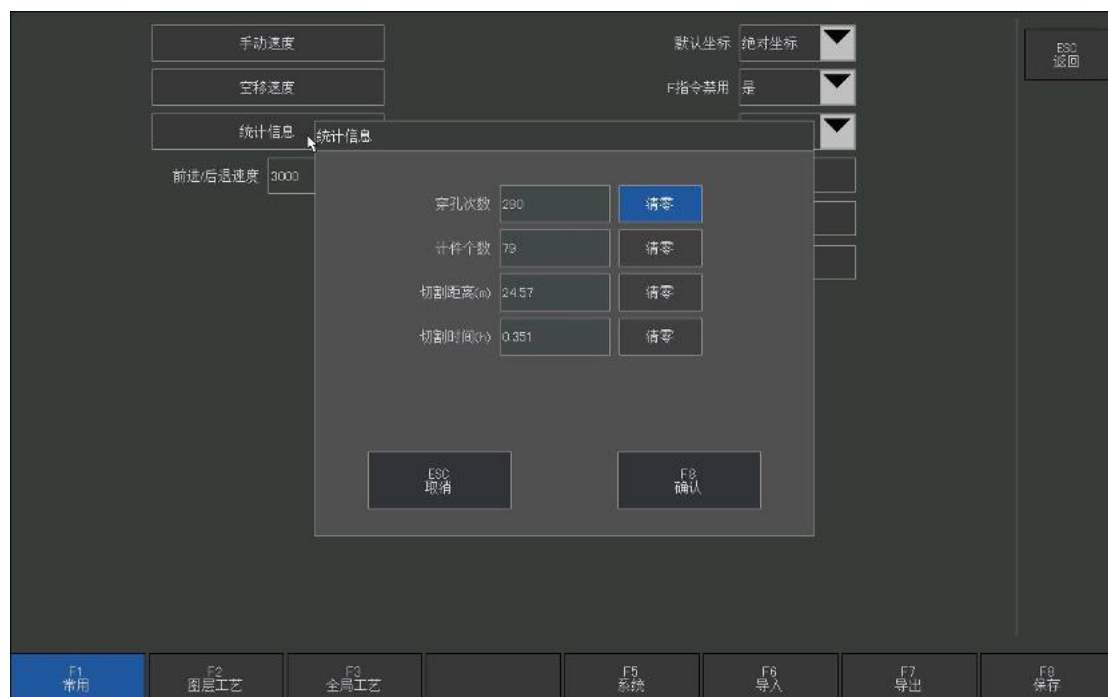 手动速度
默认坐标 绝对坐标
ESC
返回
空移速度
F指令禁用 是
统计信息
统计信息
前进/后退速度 3000
穿孔次数 290 清零
计件个数 79 清零
切割距离(m) 24.57 清零
切割时间(h) 0.351 清零
ESC
取消
F8
确认
F1
常用
F2
图层工艺
F3
全局工艺
F5
系统
F6
导入
F7
导出
F8
保存